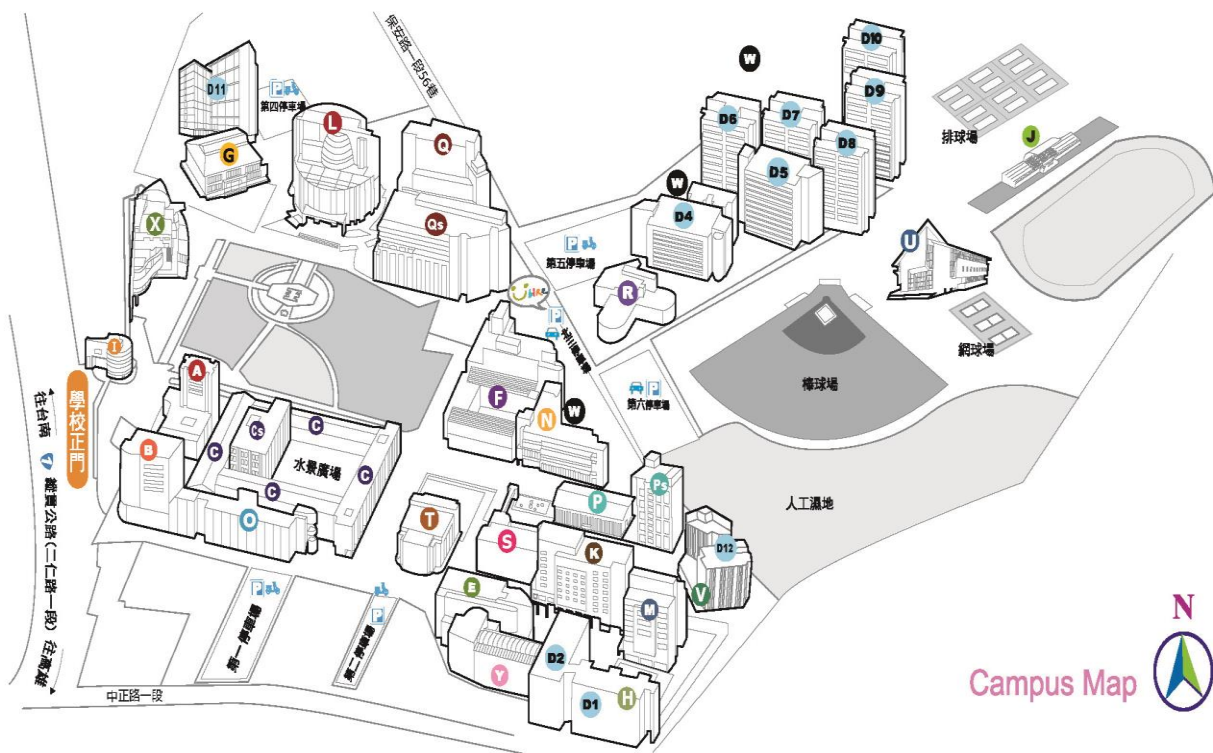 保安路一段56巷
D10
W
D11
第四停車場
P
D9
D6
D7
L
D8
Q
排球場
J
G
D5
W
D4
X
Qs
U
P
第五停車場
R
P
I
網球場
A
棒球場
F
P
第六停車場
學校正門
N
W
往台南
Cs
C
B
水景廣場
C
C
C
1
縱貫公路(二仁路一段)
往高雄
O
T
P
Ps
人工濕地
S
K
D12
V
P
第一停車場
P
第二停車場
E
M
D2
Y
D1
H
中正路一段
N
Campus Map